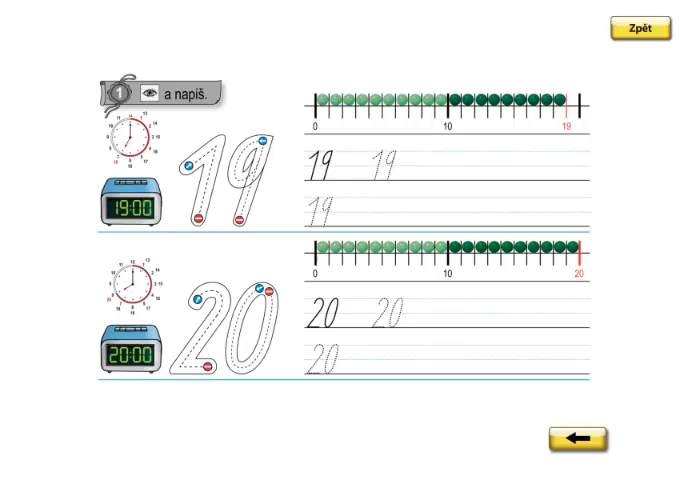 Zpět
1 a napiš.
0 10 19
19 19
19:00
19
19
0 10 20
20 20
20:00
20
20